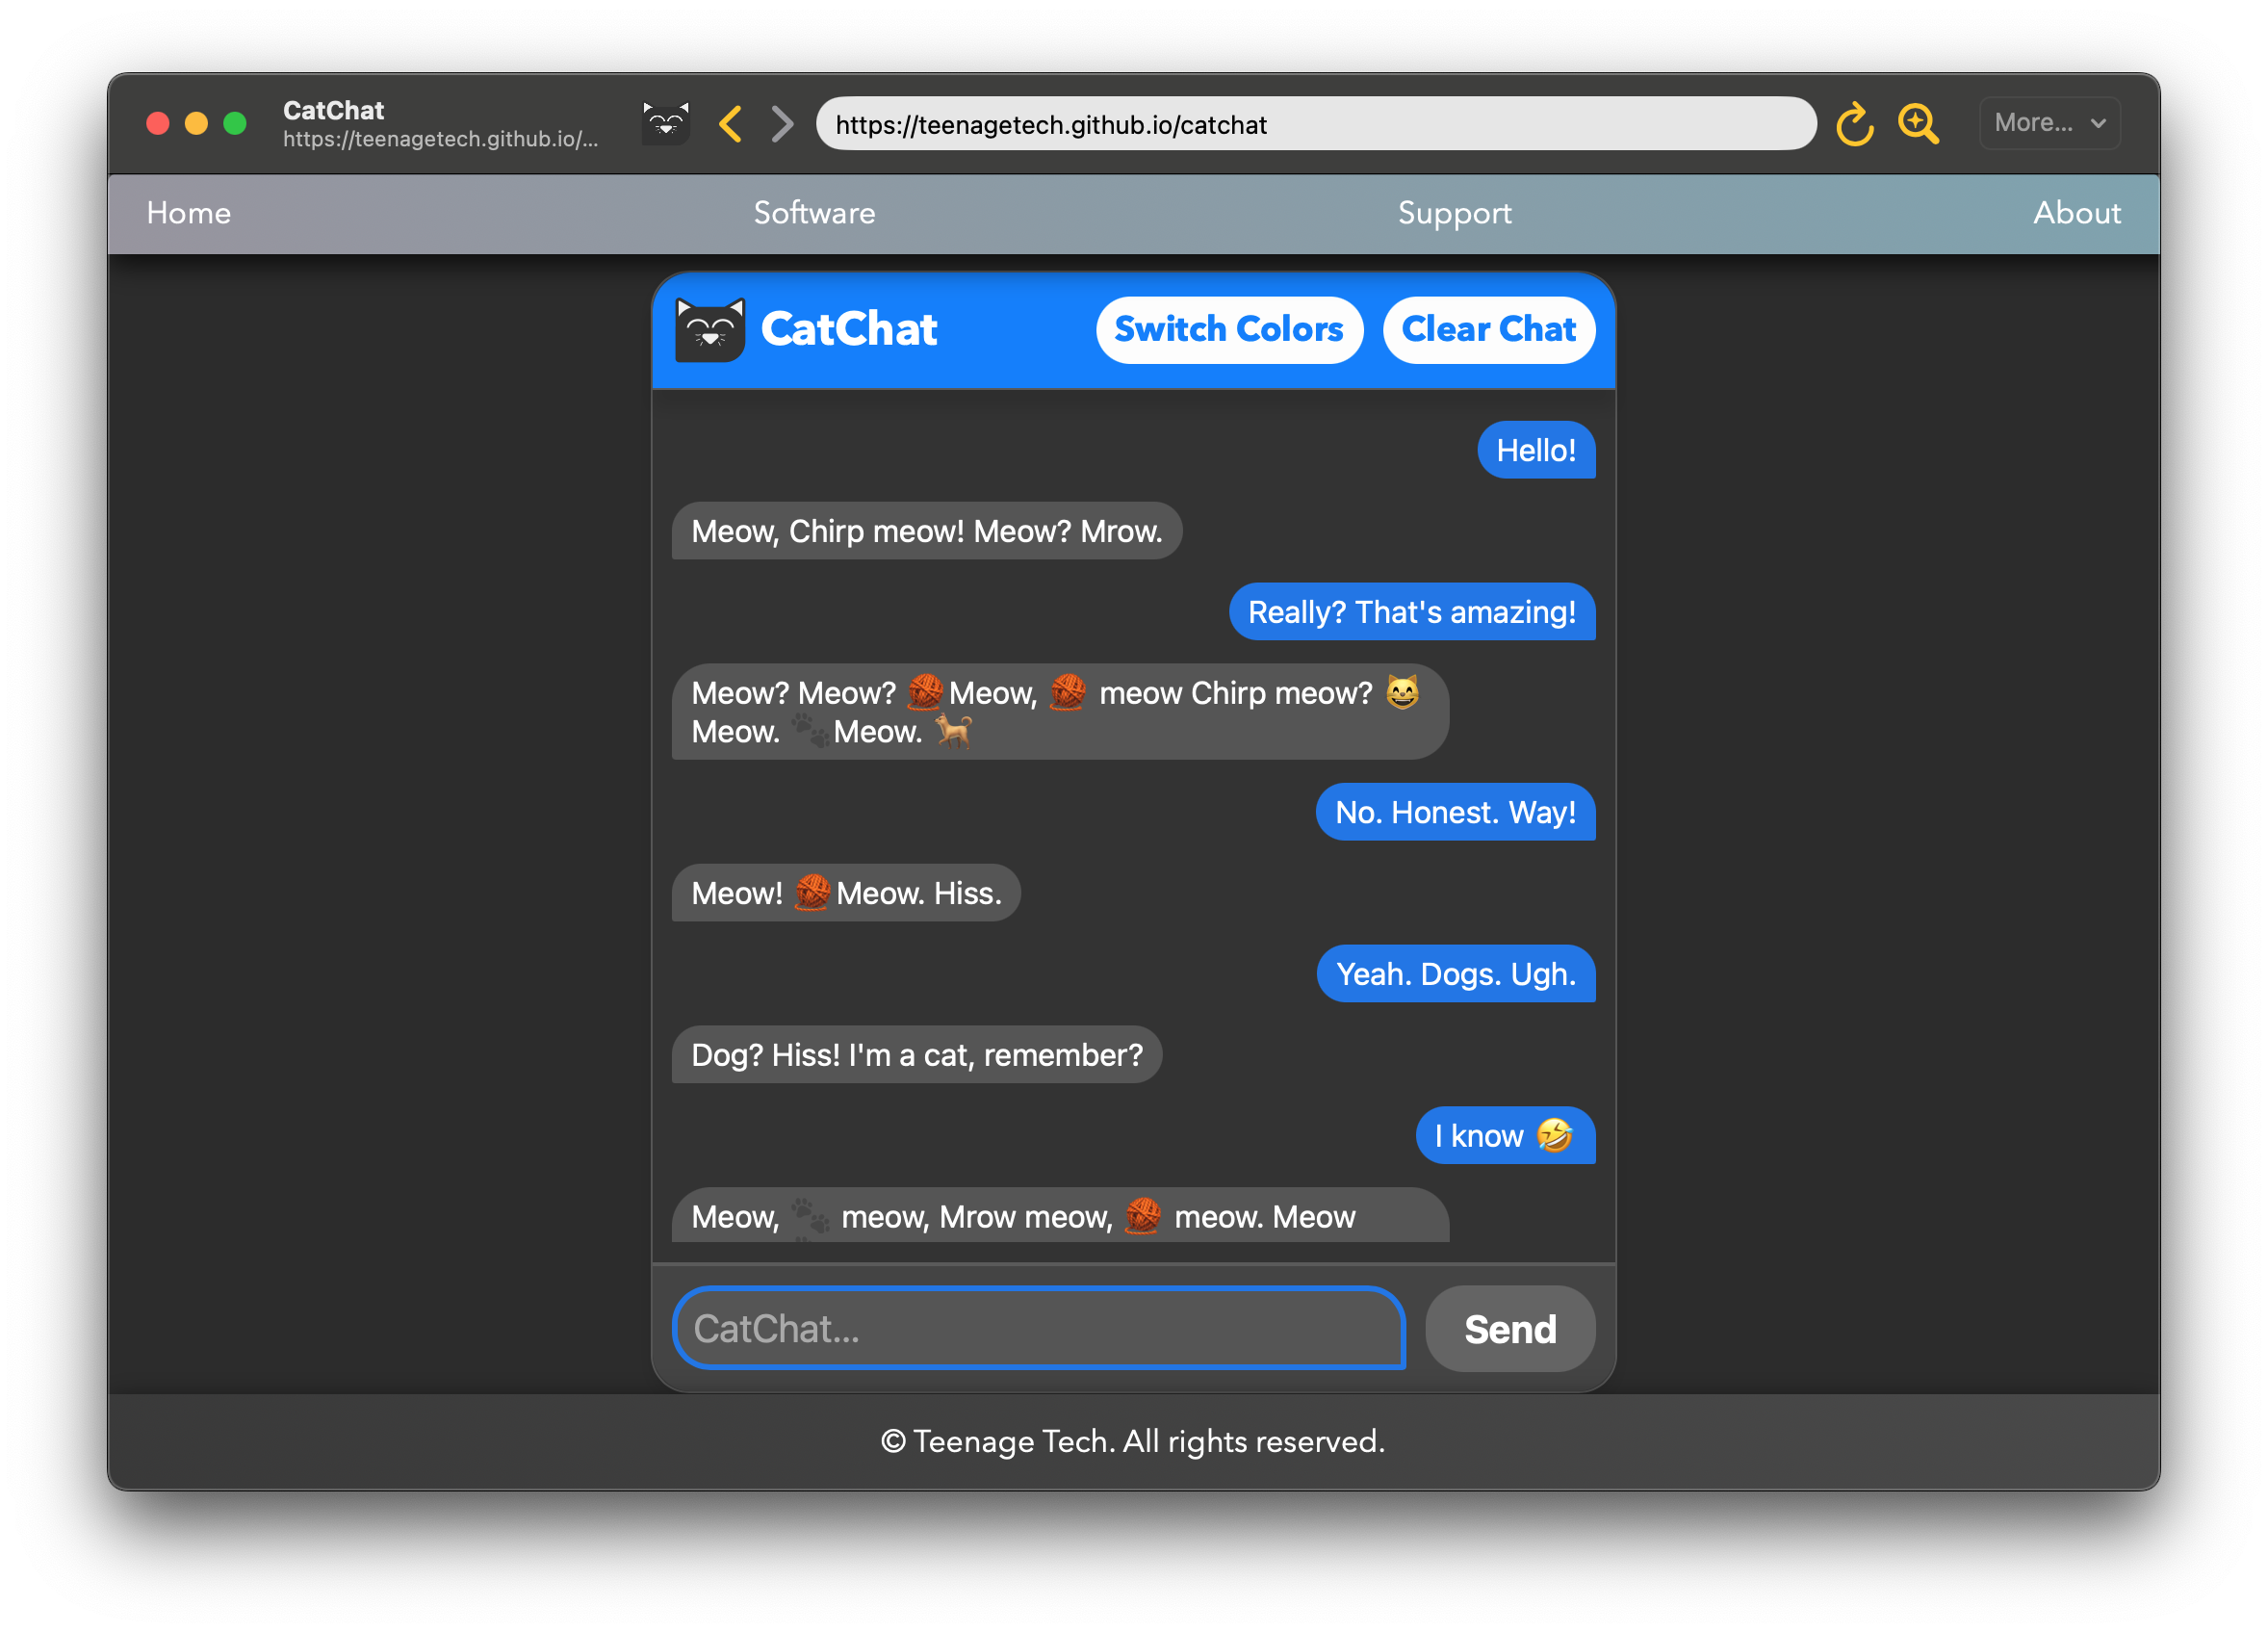 CatChat
https://teenagetech.github.io/...
https://teenagetech.github.io/catchat
More...
Home Software Support About
CatChat
Switch Colors Clear Chat
Hello!
Meow, Chirp meow! Meow? Mrow.
Really? That's amazing!
Meow? Meow? 🧶Meow, 🧶 meow Chirp meow? 😸
Meow. 🐾Meow. 🐕
No. Honest. Way!
Meow! 🧶Meow. Hiss.
Yeah. Dogs. Ugh.
Dog? Hiss! I'm a cat, remember?
I know 🤣
Meow, 🐾 meow, Mrow meow, 🧶 meow. Meow
CatChat...
Send
© Teenage Tech. All rights reserved.